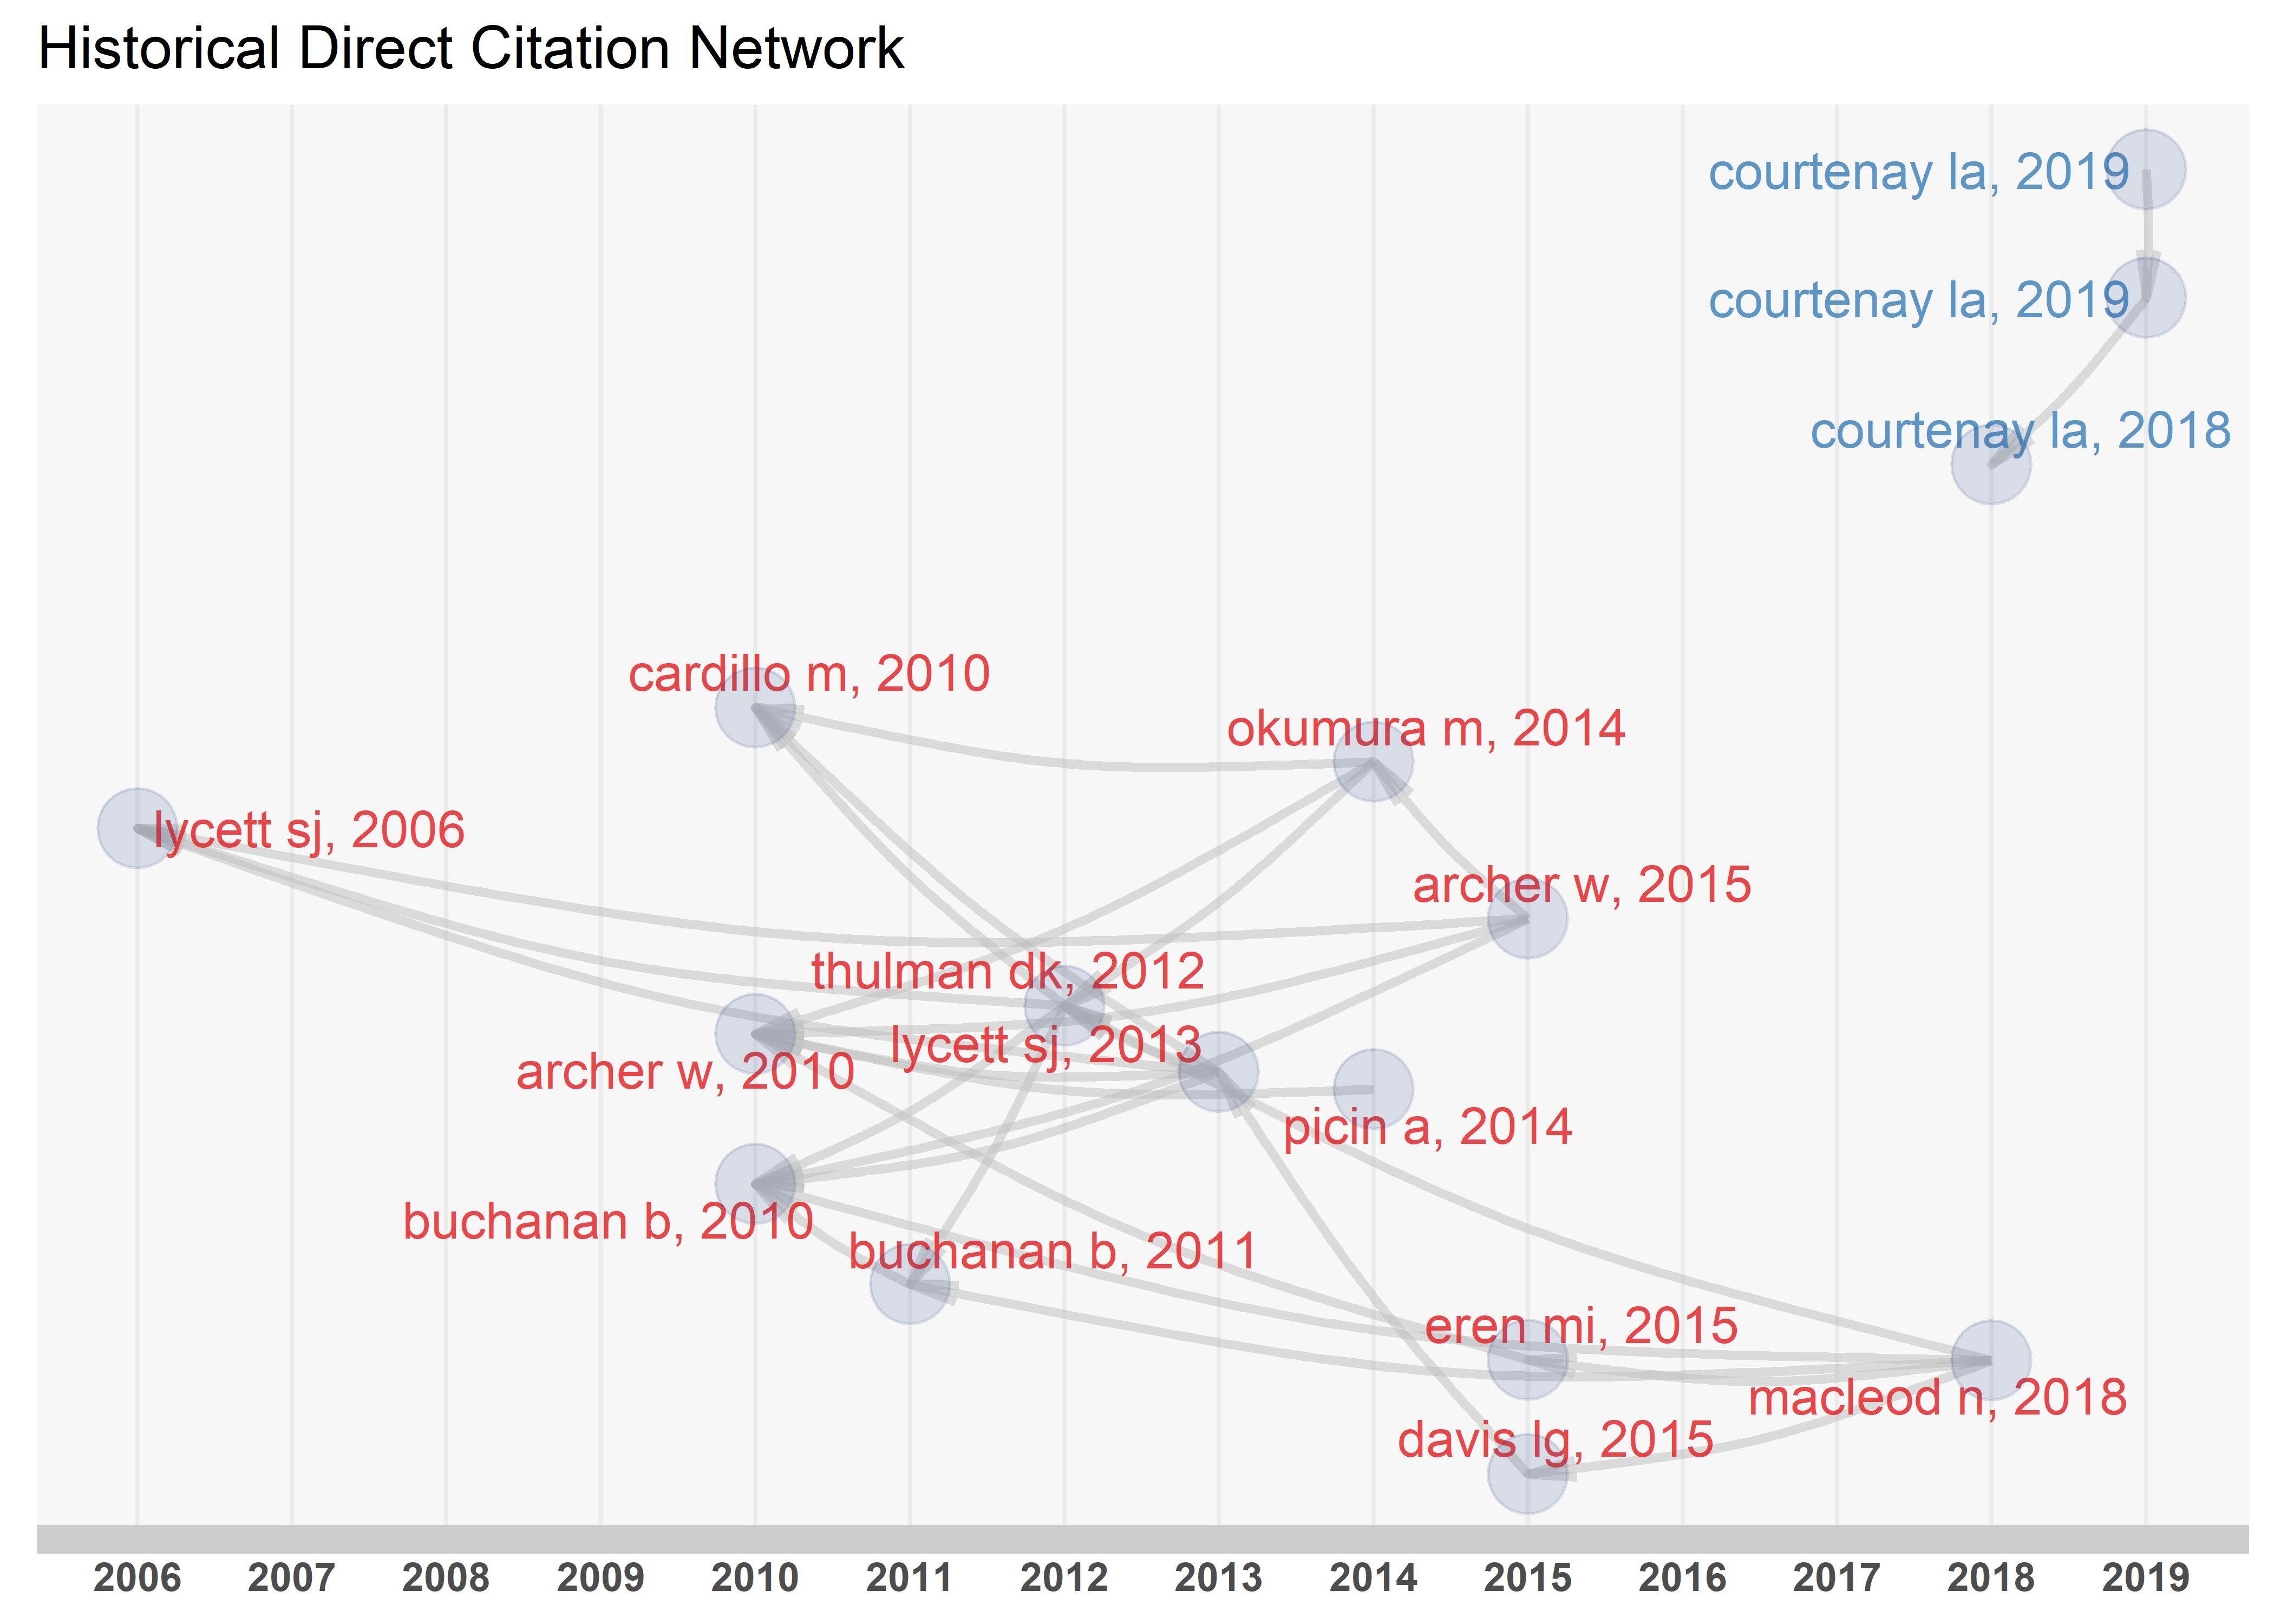 Historical Direct Citation Network
courtenay la, 2019
courtenay la, 2019
courtenay la, 2018
cardillo m, 2010
okumura m, 2014
lycett sj, 2006
archer w, 2015
thulman dk, 2012
lycett sj, 2013
archer w, 2010
picin a, 2014
buchanan b, 2010
buchanan b, 2011
eren mi, 2015
macleod n, 2018
davis lg, 2015
2006 2007 2008 2009 2010 2011 2012 2013 2014 2015 2016 2017 2018 2019